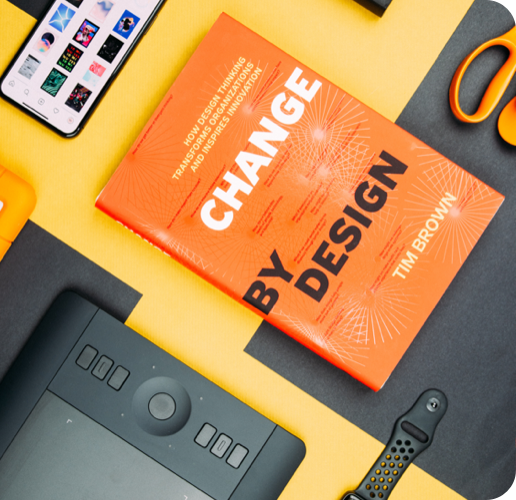 HOW DESIGN THINKING
TRANSFORMS ORGANIZATIONS
AND INSPIRES INNOVATION
CHANGE
BY
DESIGN
TIM BROWN